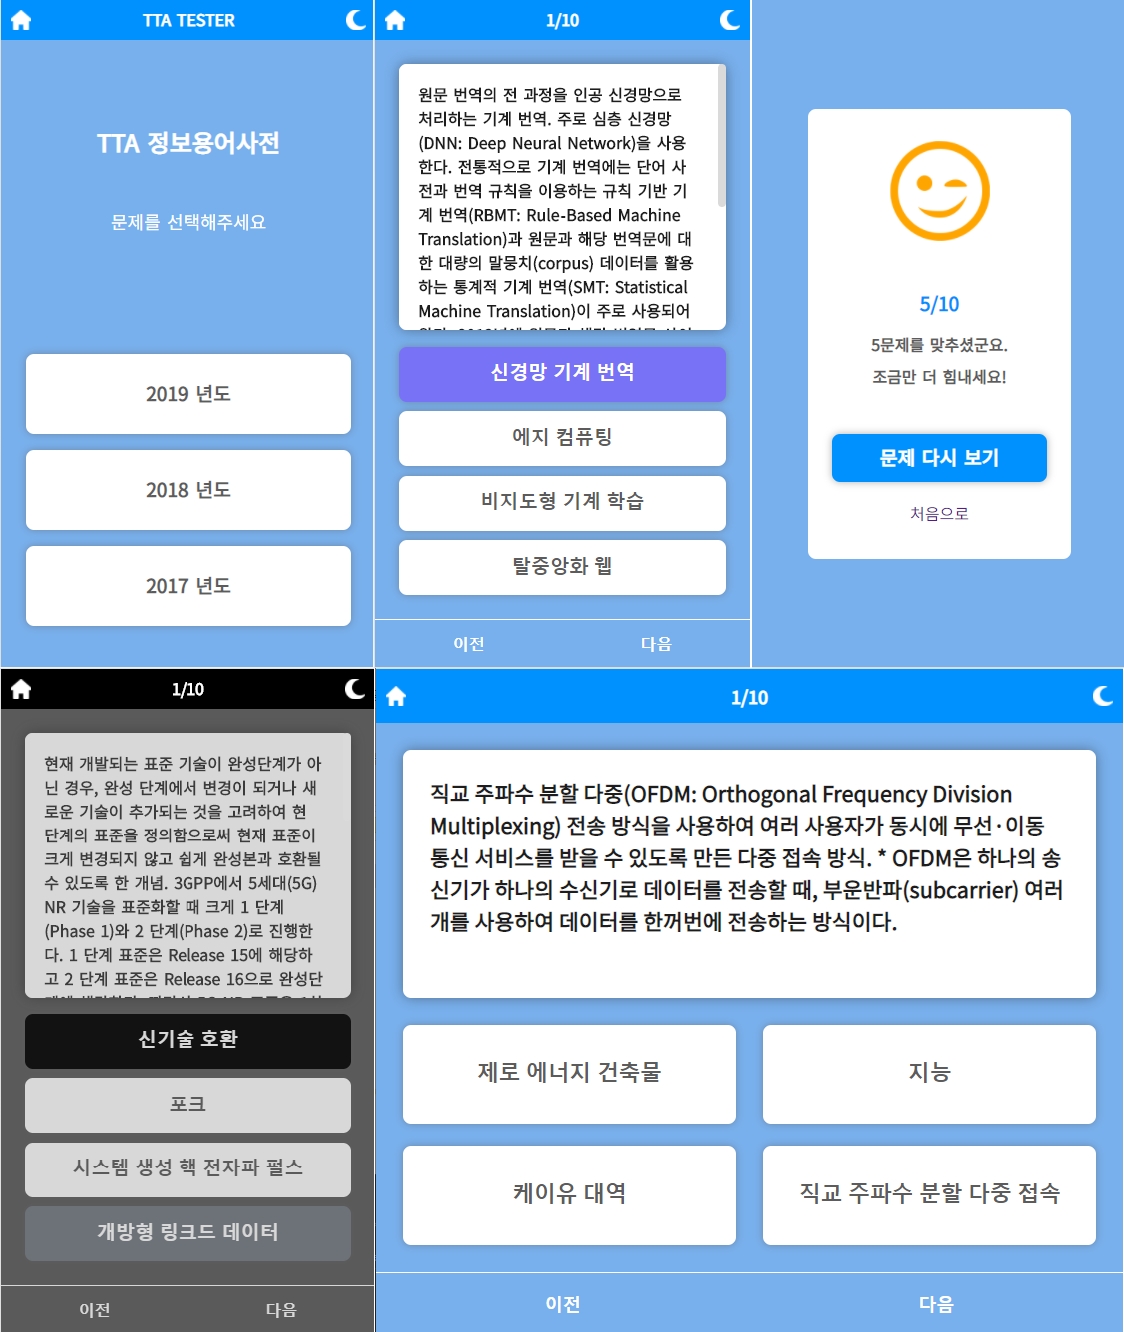 TTA TESTER
TTA 정보용어사전
문제를 선택해주세요
2019 년도
2018 년도
2017 년도
1/10
원문 번역의 전 과정을 인공 신경망으로
처리하는 기계 번역. 주로 심층 신경망
(DNN: Deep Neural Network)을 사용
한다. 전통적으로 기계 번역에는 단어 사
전과 번역 규칙을 이용하는 규칙 기반 기
계 번역(RBMT: Rule-Based Machine
Translation)과 원문과 해당 번역문에 대
한 대량의 말뭉치(corpus) 데이터를 활용
하는 통계적 기계 번역(SMT: Statistical
Machine Translation)이 주로 사용되어
신경망 기계 번역
에지 컴퓨팅
비지도형 기계 학습
탈중앙화 웹
이전
다음
5/10
5문제를 맞추셨군요.
조금만 더 힘내세요!
문제 다시 보기
처음으로
1/10
현재 개발되는 표준 기술이 완성단계가 아
닌 경우, 완성 단계에서 변경이 되거나 새
로운 기술이 추가되는 것을 고려하여 현
단계의 표준을 정의함으로써 현재 표준이
크게 변경되지 않고 쉽게 완성본과 호환될
수 있도록 한 개념. 3GPP에서 5세대(5G)
NR 기술을 표준화할 때 크게 1 단계
(Phase 1)와 2 단계(Phase 2)로 진행한
다. 1 단계 표준은 Release 15에 해당하
고 2 단계 표준은 Release 16으로 완성단
신기술 호환
포크
시스템 생성 핵 전자파 펄스
개방형 링크드 데이터
이전
다음
1/10
직교 주파수 분할 다중(OFDM: Orthogonal Frequency Division
Multiplexing) 전송 방식을 사용하여 여러 사용자가 동시에 무선·이동
통신 서비스를 받을 수 있도록 만든 다중 접속 방식. * OFDM은 하나의 송
신기가 하나의 수신기로 데이터를 전송할 때, 부운반파(subcarrier) 여러
개를 사용하여 데이터를 한꺼번에 전송하는 방식이다.
제로 에너지 건축물
지능
케이유 대역
직교 주파수 분할 다중 접속
이전
다음